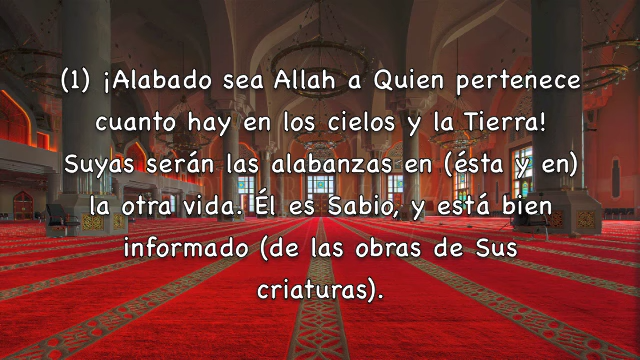 (1) ¡Alabado sea Allah a Quien pertenece
cuanto hay en los cielos y la Tierra!
Suyas serán las alabanzas en (ésta y en)
la otra vida. Él es Sabio, y está bien
informado (de las obras de Sus
criaturas).